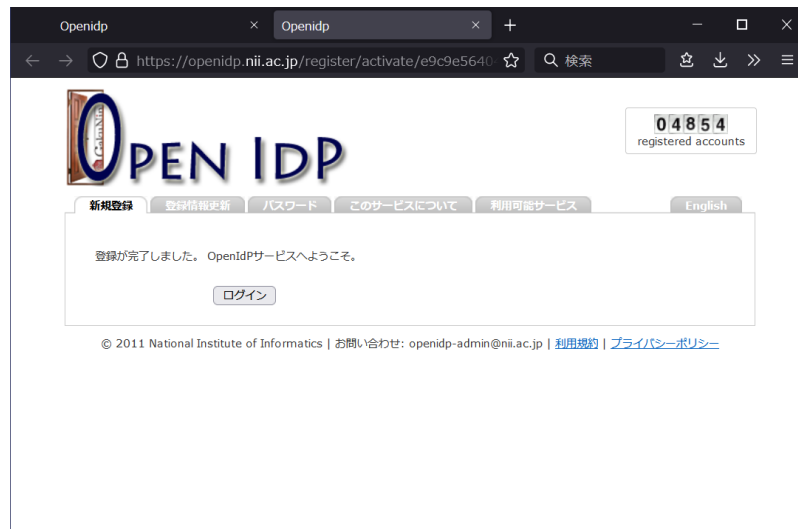 Openidp
Openidp
https://openidp.nii.ac.jp/register/activate/e9c9e5640
検索
OPEN IDP
GakuNin
04854
registered accounts
新規登録 登録情報更新 パスワード このサービスについて 利用可能サービス English
登録が完了しました。 OpenIdPサービスへようこそ。
ログイン
© 2011 National Institute of Informatics | お問い合わせ: openidp-admin@nii.ac.jp | 利用規約 | プライバシーポリシー